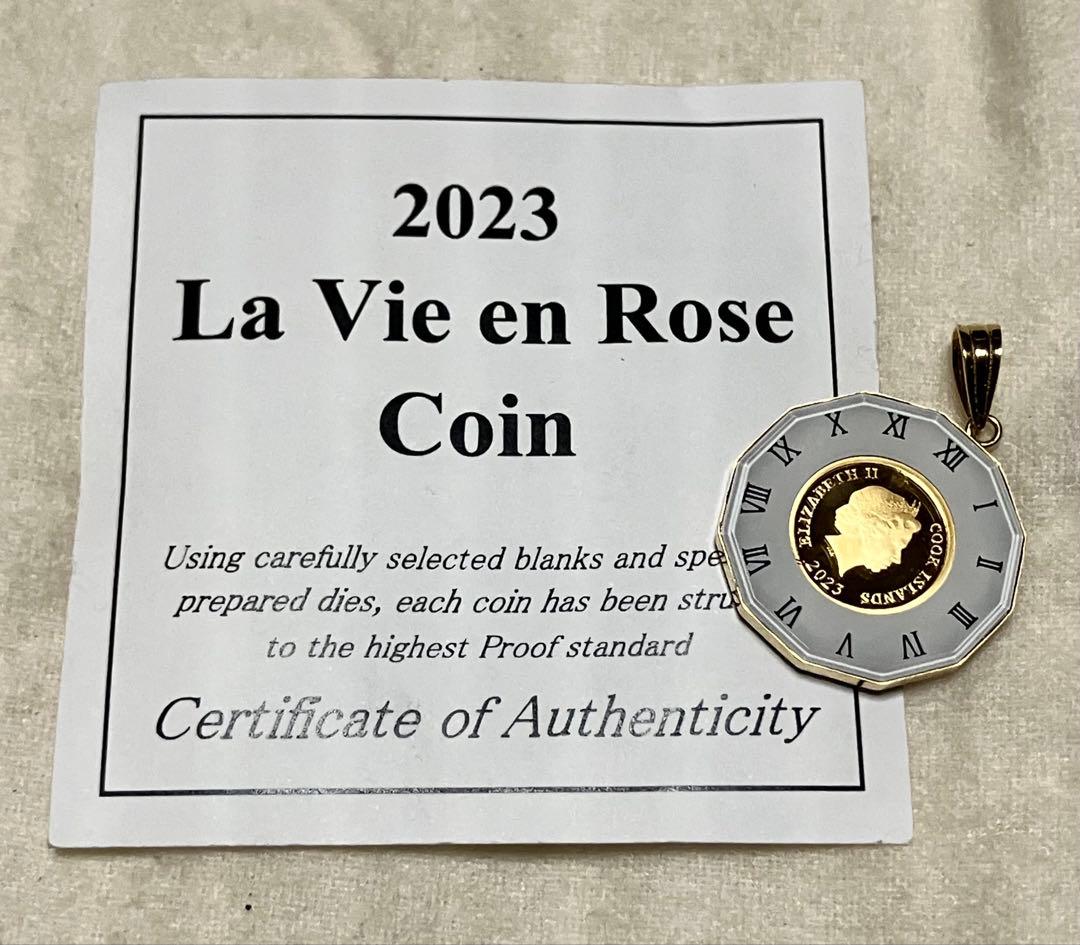 2023
La Vie en Rose
Coin
Using carefully selected blanks and spe
prepared dies, each coin has been stru
to the highest Proof standard
Certificate of Authenticity
XII
I
II
III
IV
V
VI
VII
VIII
IX
X
XI
ELIZABETH II
COOK ISLANDS
2023